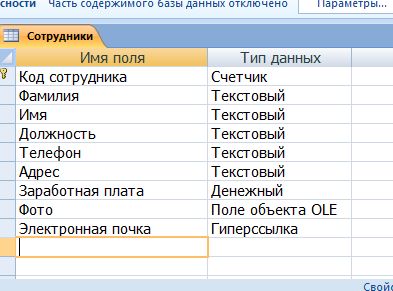 сности Часть содержимого базы данных отключено Параметры...
Сотрудники
Имя поля Тип данных
Код сотрудника Счетчик
Фамилия Текстовый
Имя Текстовый
Должность Текстовый
Телефон Текстовый
Адрес Текстовый
Заработная плата Денежный
Фото Поле объекта OLE
Электронная почка Гиперссылка
Свой